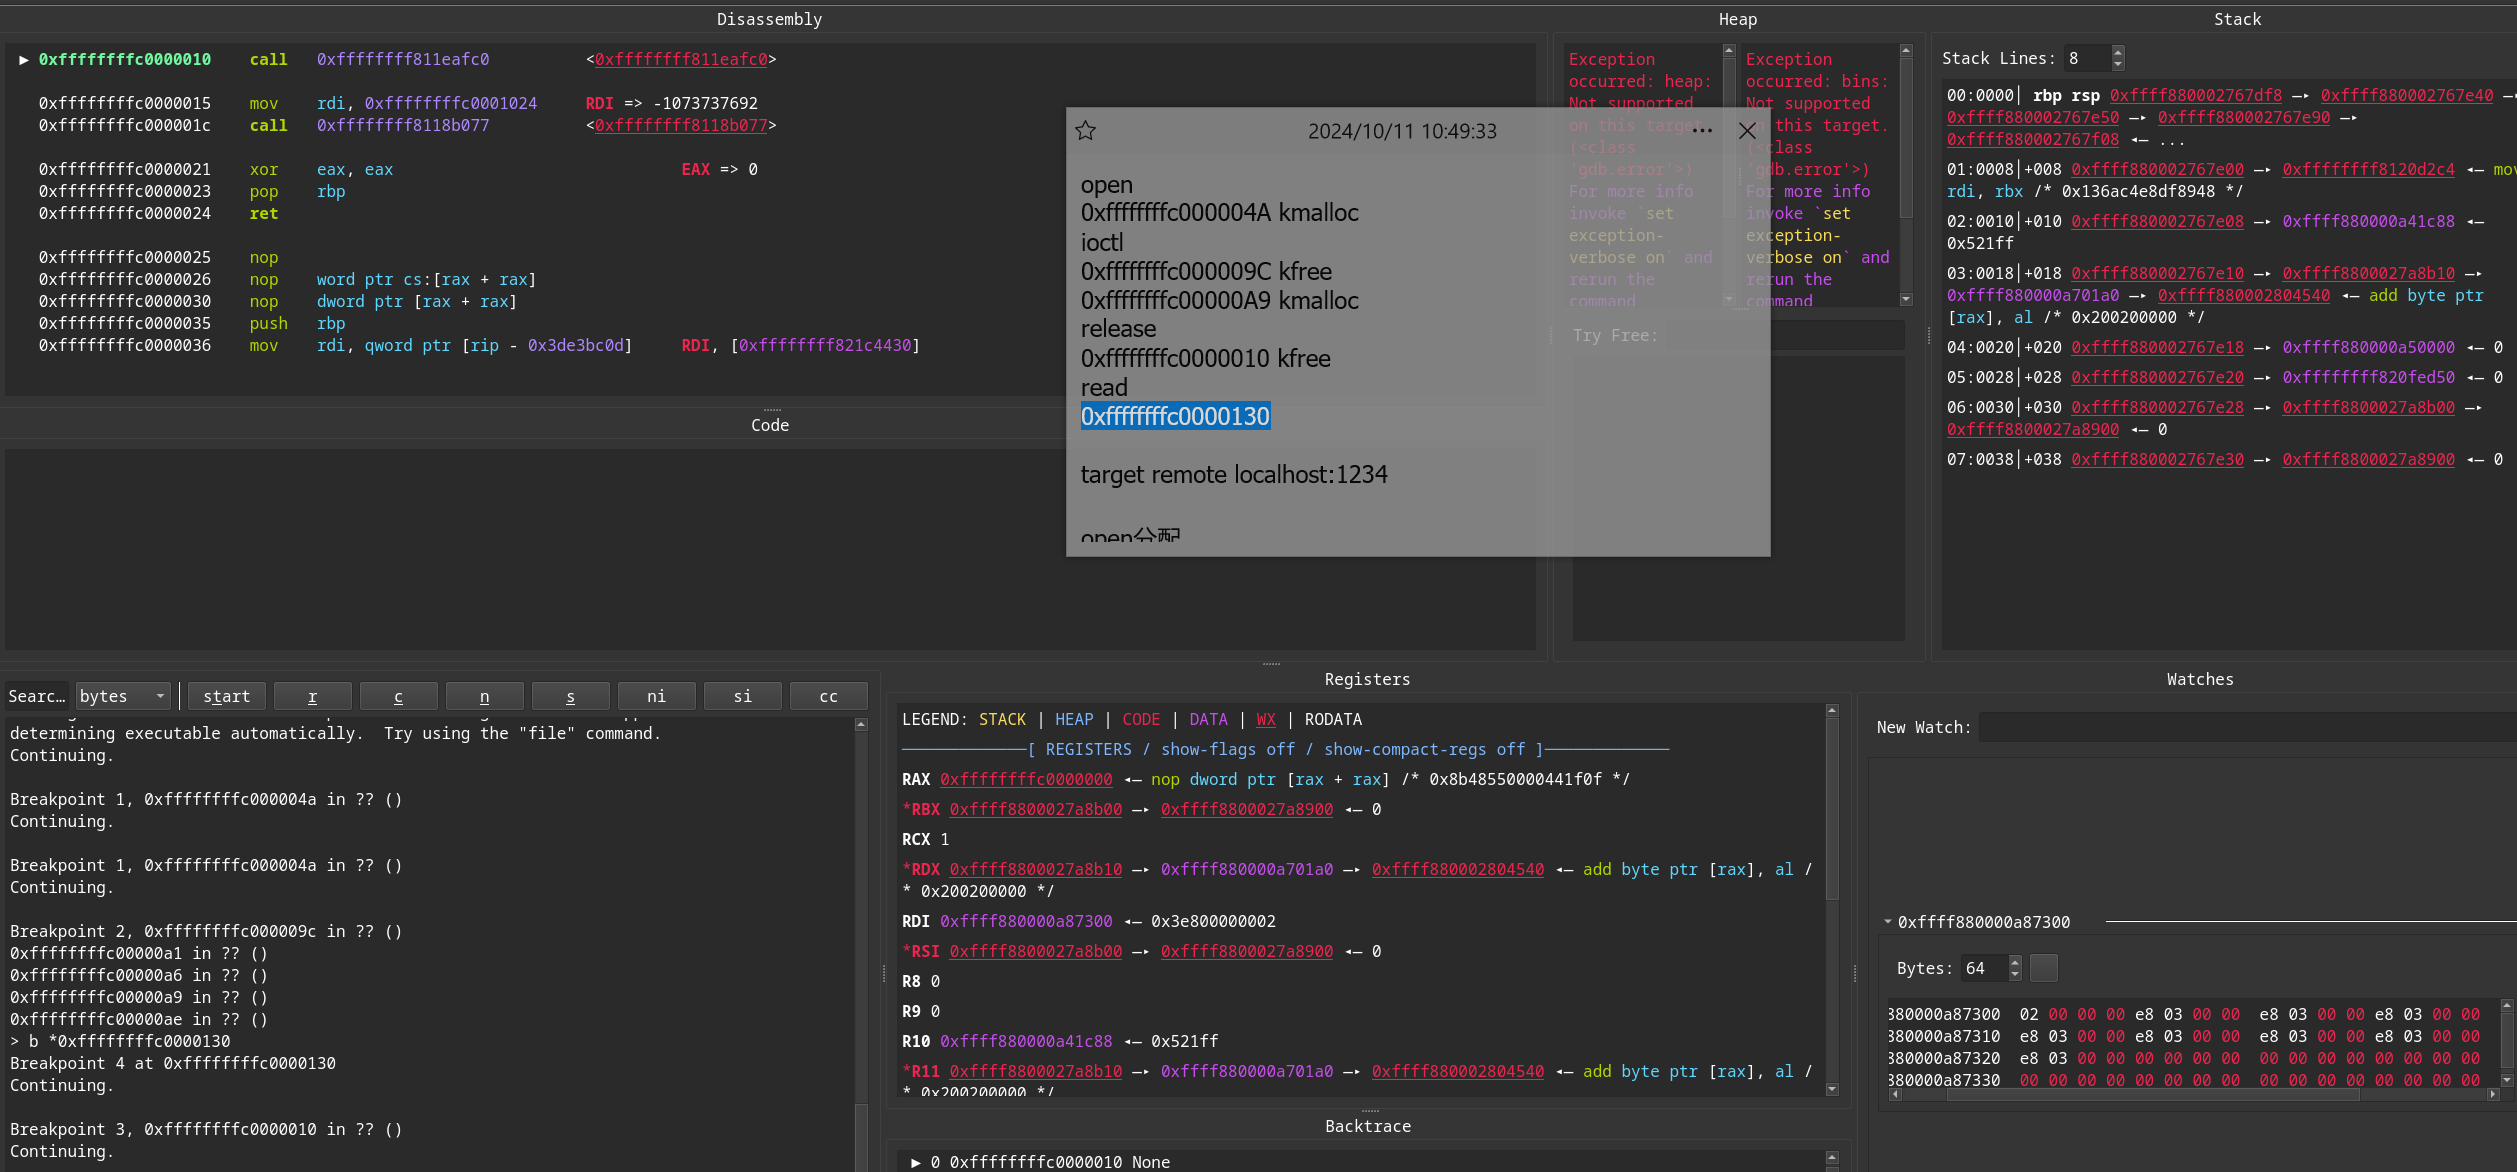 Disassembly
► 0xffffffffc0000010 call 0xffffffff811eafc0 <0xffffffff811eafc0>
0xffffffffc0000015 mov rdi, 0xffffffffc0001024 RDI => -1073737692
0xffffffffc000001c call 0xffffffff8118b077 <0xffffffff8118b077>
0xffffffffc0000021 xor eax, eax EAX => 0
0xffffffffc0000023 pop rbp
0xffffffffc0000024 ret
0xffffffffc0000025 nop
0xffffffffc0000026 nop word ptr cs:[rax + rax]
0xffffffffc0000030 nop dword ptr [rax + rax]
0xffffffffc0000035 push rbp
0xffffffffc0000036 mov rdi, qword ptr [rip - 0x3de3bc0d] RDI, [0xffffffff821c4430]
Code
Heap
Exception
occurred: heap:
Not supported
on this target.
(<class
'gdb.error'>)
For more info
invoke `set
exception-
verbose on` and
rerun the
command
Exception
occurred: bins:
Not supported
on this target.
(<class
'gdb.error'>)
For more info
invoke `set
exception-
verbose on` and
rerun the
command
Try Free:
2024/10/11 10:49:33
open
0xffffffffc000004A kmalloc
ioctl
0xffffffffc000009C kfree
0xffffffffc00000A9 kmalloc
release
0xffffffffc0000010 kfree
read
0xffffffffc0000130
target remote localhost:1234
open分配
Stack
Stack Lines: 8
00:0000│ rbp rsp 0xffff880002767df8 —▸ 0xffff880002767e40 —▸
0xffff880002767e50 —▸ 0xffff880002767e90 —▸
0xffff880002767f08 ◂— ...
01:0008│+008 0xffff880002767e00 —▸ 0xffffffff8120d2c4 ◂— mov
rdi, rbx /* 0x136ac4e8df8948 */
02:0010│+010 0xffff880002767e08 —▸ 0xffff880000a41c88 ◂—
0x521ff
03:0018│+018 0xffff880002767e10 —▸ 0xffff8800027a8b10 —▸
0xffff880000a701a0 —▸ 0xffff880002804540 ◂— add byte ptr
[rax], al /* 0x200200000 */
04:0020│+020 0xffff880002767e18 —▸ 0xffff880000a50000 ◂— 0
05:0028│+028 0xffff880002767e20 —▸ 0xffffffff820fed50 ◂— 0
06:0030│+030 0xffff880002767e28 —▸ 0xffff8800027a8b00 —▸
0xffff8800027a8900 ◂— 0
07:0038│+038 0xffff880002767e30 —▸ 0xffff8800027a8900 ◂— 0
Searc... bytes start r c n s ni si cc
determining executable automatically.  Try using the "file" command.
Continuing.
Breakpoint 1, 0xffffffffc000004a in ?? ()
Continuing.
Breakpoint 1, 0xffffffffc000004a in ?? ()
Continuing.
Breakpoint 2, 0xffffffffc000009c in ?? ()
0xffffffffc00000a1 in ?? ()
0xffffffffc00000a6 in ?? ()
0xffffffffc00000a9 in ?? ()
0xffffffffc00000ae in ?? ()
> b *0xffffffffc0000130
Breakpoint 4 at 0xffffffffc0000130
Continuing.
Breakpoint 3, 0xffffffffc0000010 in ?? ()
Continuing.
Registers
LEGEND: STACK | HEAP | CODE | DATA | WX | RODATA
[ REGISTERS / show-flags off / show-compact-regs off ]
RAX 0xffffffffc0000000 ◂— nop dword ptr [rax + rax] /* 0x8b48550000441f0f */
*RBX 0xffff8800027a8b00 —▸ 0xffff8800027a8900 ◂— 0
RCX 1
*RDX 0xffff8800027a8b10 —▸ 0xffff880000a701a0 —▸ 0xffff880002804540 ◂— add byte ptr [rax], al /
* 0x200200000 */
RDI 0xffff880000a87300 ◂— 0x3e800000002
*RSI 0xffff8800027a8b00 —▸ 0xffff8800027a8900 ◂— 0
R8 0
R9 0
R10 0xffff880000a41c88 ◂— 0x521ff
*R11 0xffff8800027a8b10 —▸ 0xffff880000a701a0 —▸ 0xffff880002804540 ◂— add byte ptr [rax], al /
* 0x200200000 */
Backtrace
► 0 0xffffffffc0000010 None
Watches
New Watch:
0xffff880000a87300
Bytes: 64
880000a87300 02 00 00 00 e8 03 00 00 e8 03 00 00 e8 03 00 00
880000a87310 e8 03 00 00 e8 03 00 00 e8 03 00 00 e8 03 00 00
880000a87320 e8 03 00 00 00 00 00 00 00 00 00 00 00 00 00 00
880000a87330 00 00 00 00 00 00 00 00 00 00 00 00 00 00 00 00